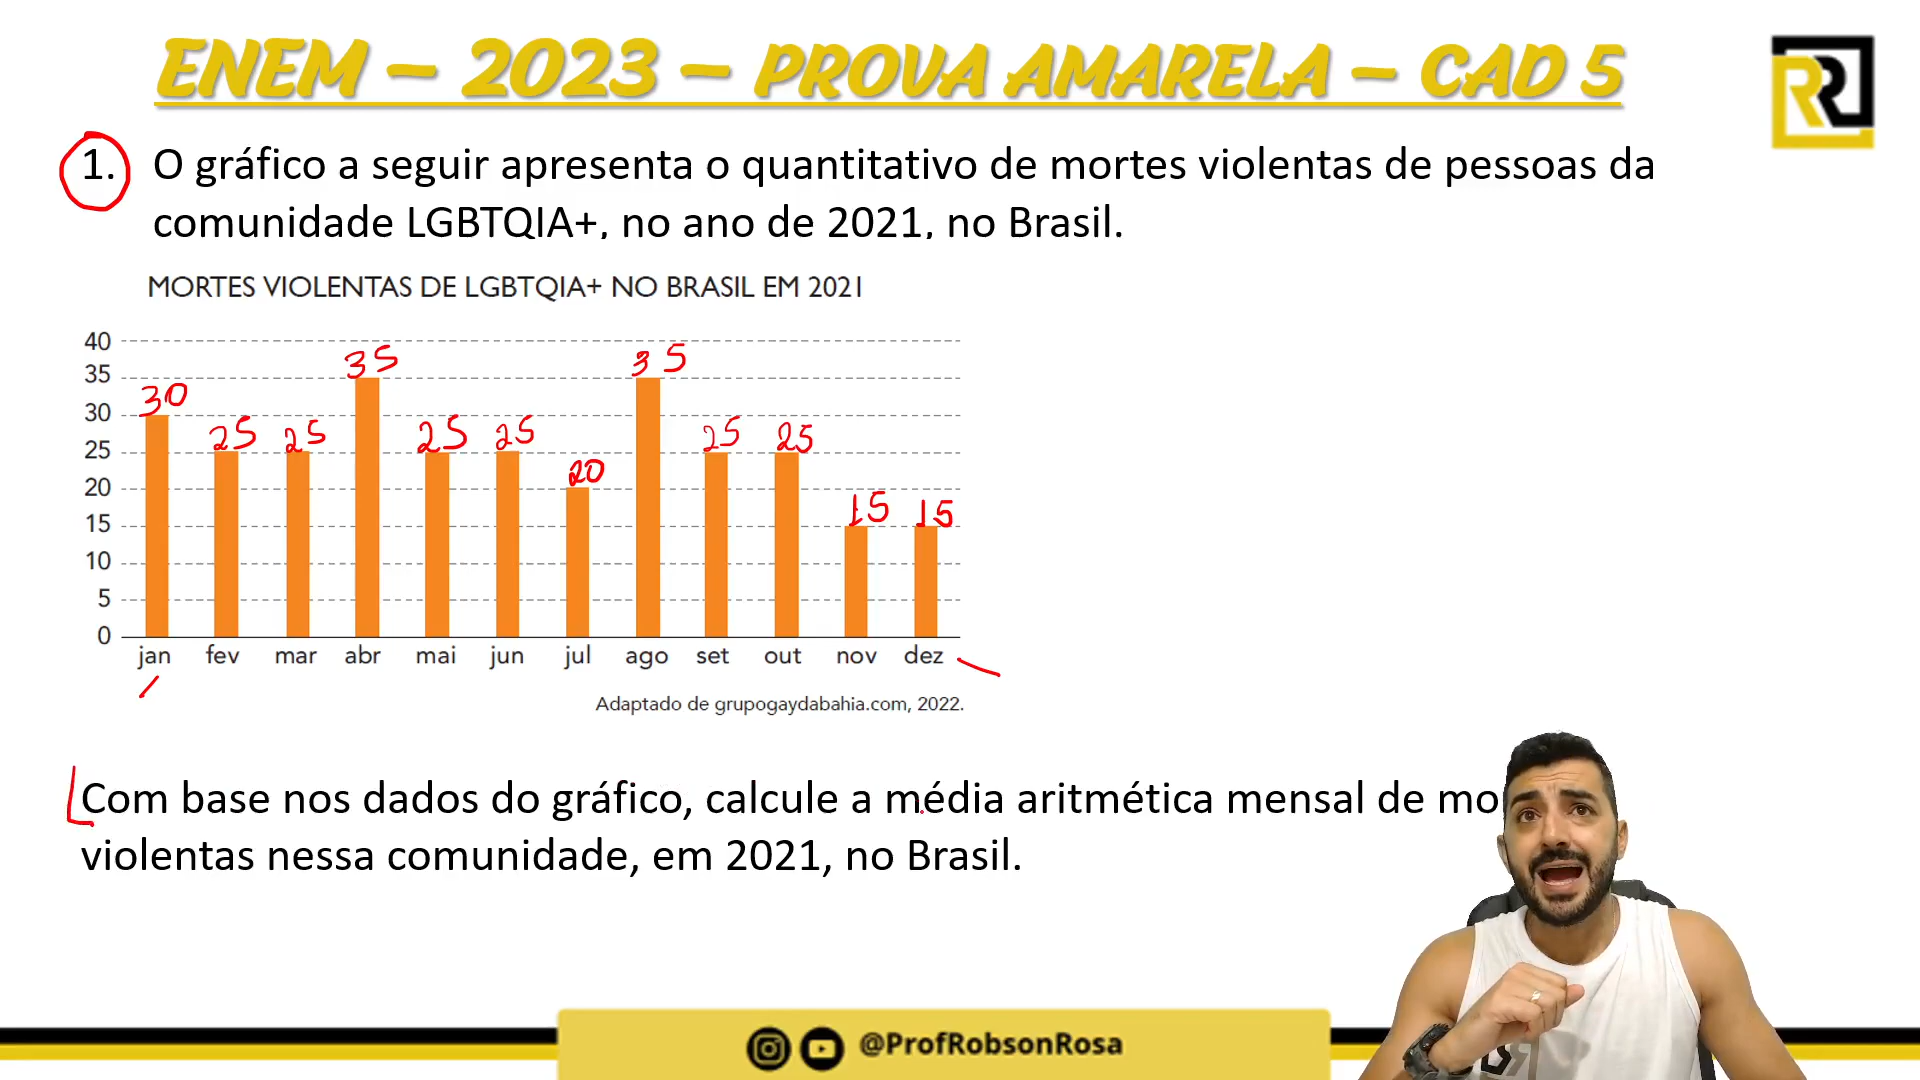 ENEM – 2023 – PROVA AMARELA – CAD 5
RR
1. O gráfico a seguir apresenta o quantitativo de mortes violentas de pessoas da
comunidade LGBTQIA+, no ano de 2021, no Brasil.
MORTES VIOLENTAS DE LGBTQIA+ NO BRASIL EM 2021
40
35
30
25
20
15
10
5
0
30 25 25 35 25 25 20 35 25 25 15 15
jan fev mar abr mai jun jul ago set out nov dez
Adaptado de grupogaydabahia.com, 2022.
Com base nos dados do gráfico, calcule a média aritmética mensal de mo
violentas nessa comunidade, em 2021, no Brasil.
@ProfRobsonRosa